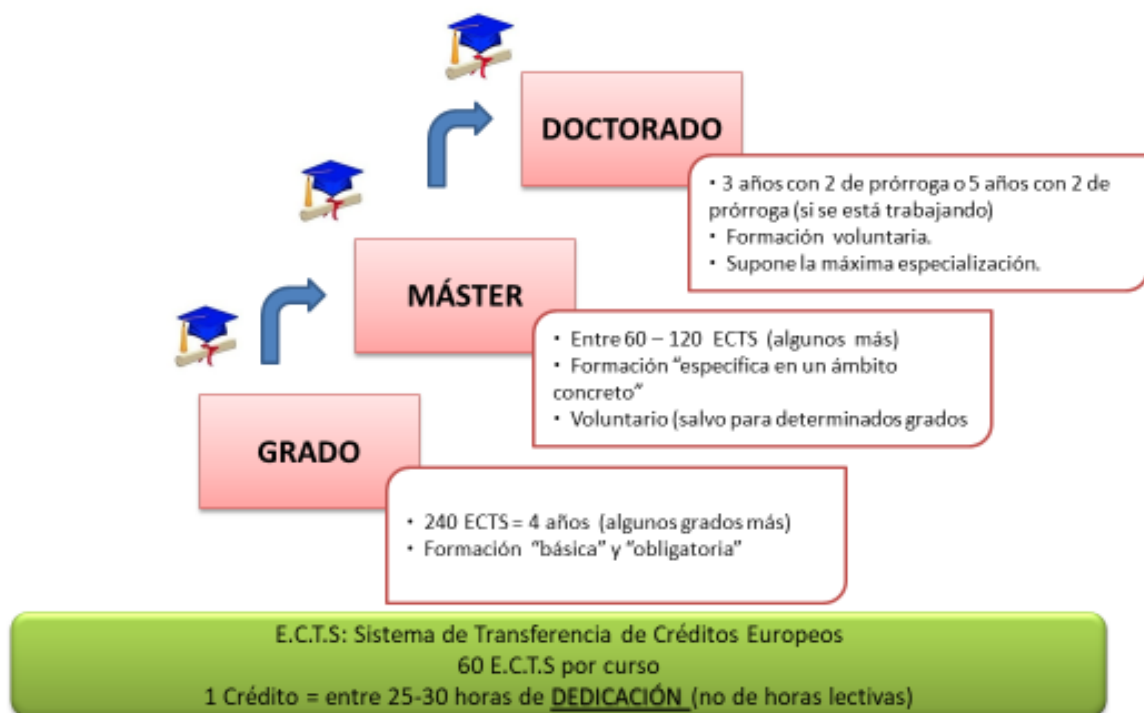 DOCTORADO
• 3 años con 2 de prórroga o 5 años con 2 de
prórroga (si se está trabajando)
• Formación voluntaria.
• Supone la máxima especialización.
MÁSTER
• Entre 60 – 120 ECTS (algunos más)
• Formación “específica en un ámbito
concreto”
• Voluntario (salvo para determinados grados
GRADO
• 240 ECTS = 4 años (algunos grados más)
• Formación “básica” y “obligatoria”
E.C.T.S: Sistema de Transferencia de Créditos Europeos
60 E.C.T.S por curso
1 Crédito = entre 25-30 horas de DEDICACIÓN (no de horas lectivas)